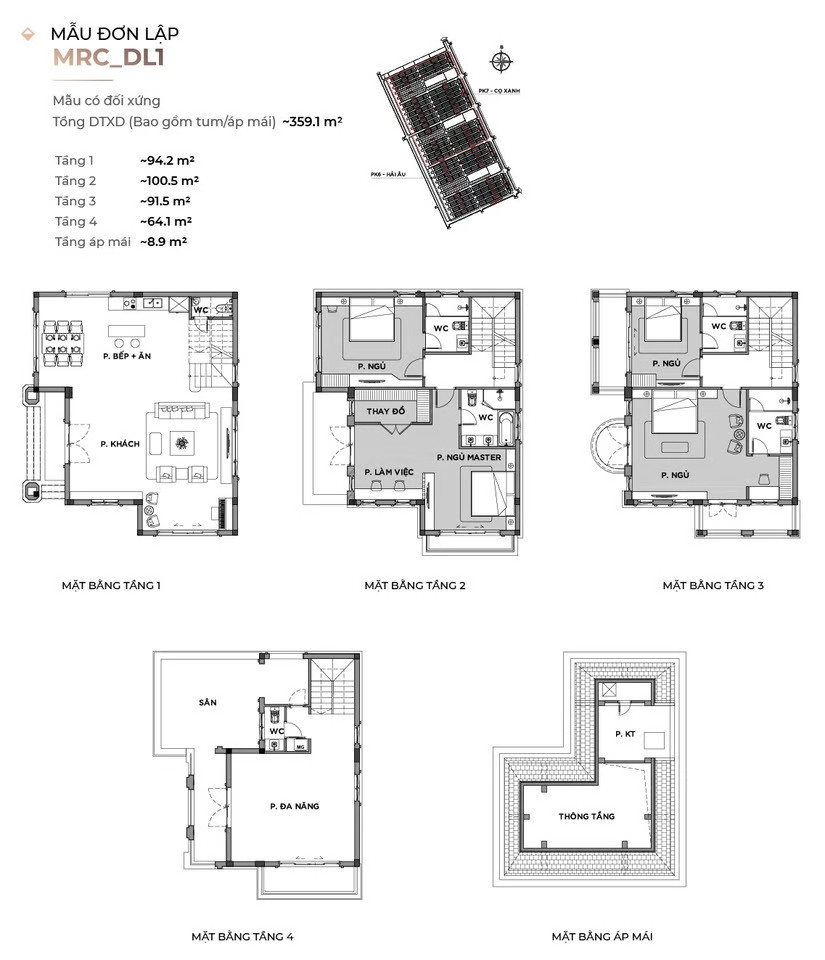 MẪU ĐƠN LẬP
MRC_ĐL1
Mẫu có đối xứng
Tổng DTXD (Bao gồm tum/áp mái) ~359.1 m²
Tầng 1 ~94.2 m²
Tầng 2 ~100.5 m²
Tầng 3 ~91.5 m²
Tầng 4 ~64.1 m²
Tầng áp mái ~8.9 m²
PK7 - CỌ XANH
PK6 - HẢI ÂU
WC
P. BẾP + ĂN
P. KHÁCH
MẶT BẰNG TẦNG 1
WC
P. NGỦ
THAY ĐỒ
WC
P. NGỦ MASTER
P. LÀM VIỆC
MẶT BẰNG TẦNG 2
WC
P. NGỦ
WC
P. NGỦ
MẶT BẰNG TẦNG 3
SÂN
WC
MG
P. ĐA NĂNG
MẶT BẰNG TẦNG 4
P. KT
THÔNG TẦNG
MẶT BẰNG ÁP MÁI